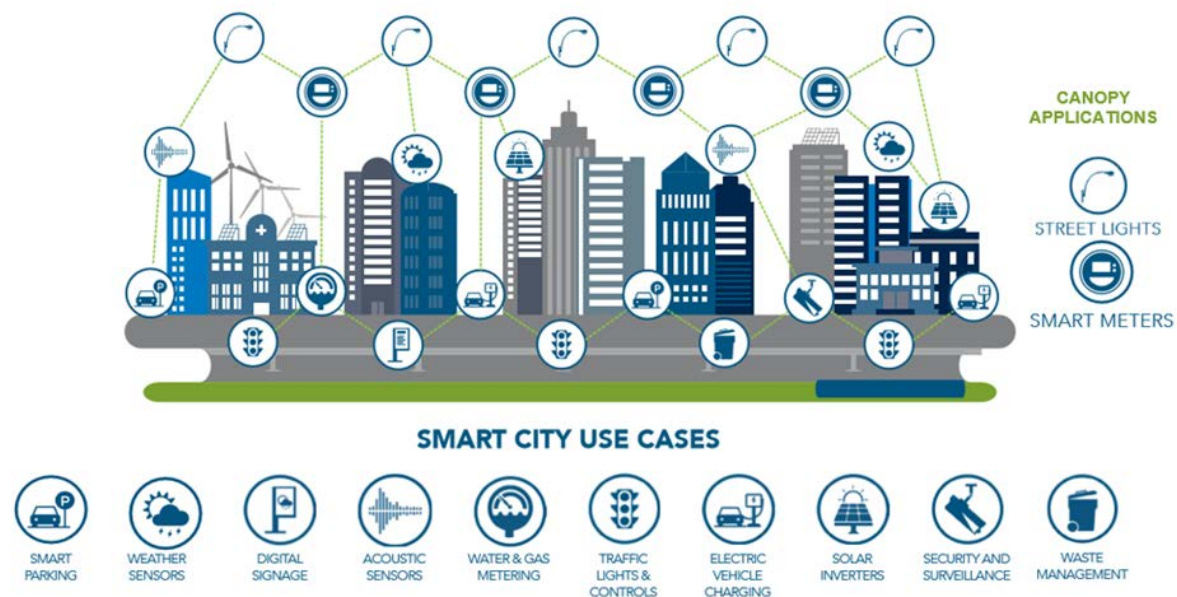 CANOPY
APPLICATIONS
STREET LIGHTS
SMART METERS
SMART CITY USE CASES
P
SMART
PARKING
WEATHER
SENSORS
DIGITAL
SIGNAGE
ACOUSTIC
SENSORS
WATER & GAS
METERING
TRAFFIC
LIGHTS &
CONTROLS
ELECTRIC
VEHICLE
CHARGING
SOLAR
INVERTERS
SECURITY AND
SURVEILLANCE
WASTE
MANAGEMENT